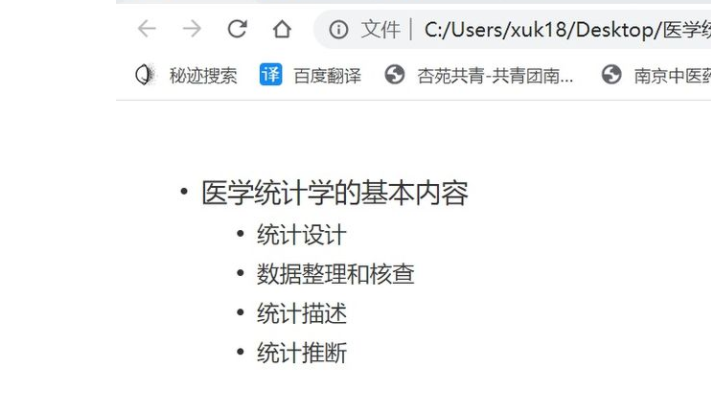 文件 C:/Users/xuk18/Desktop/医学统
秘迹搜索 译 百度翻译 杏苑共青-共青团南... 南京中医药
• 医学统计学的基本内容
• 统计设计
• 数据整理和核查
• 统计描述
• 统计推断